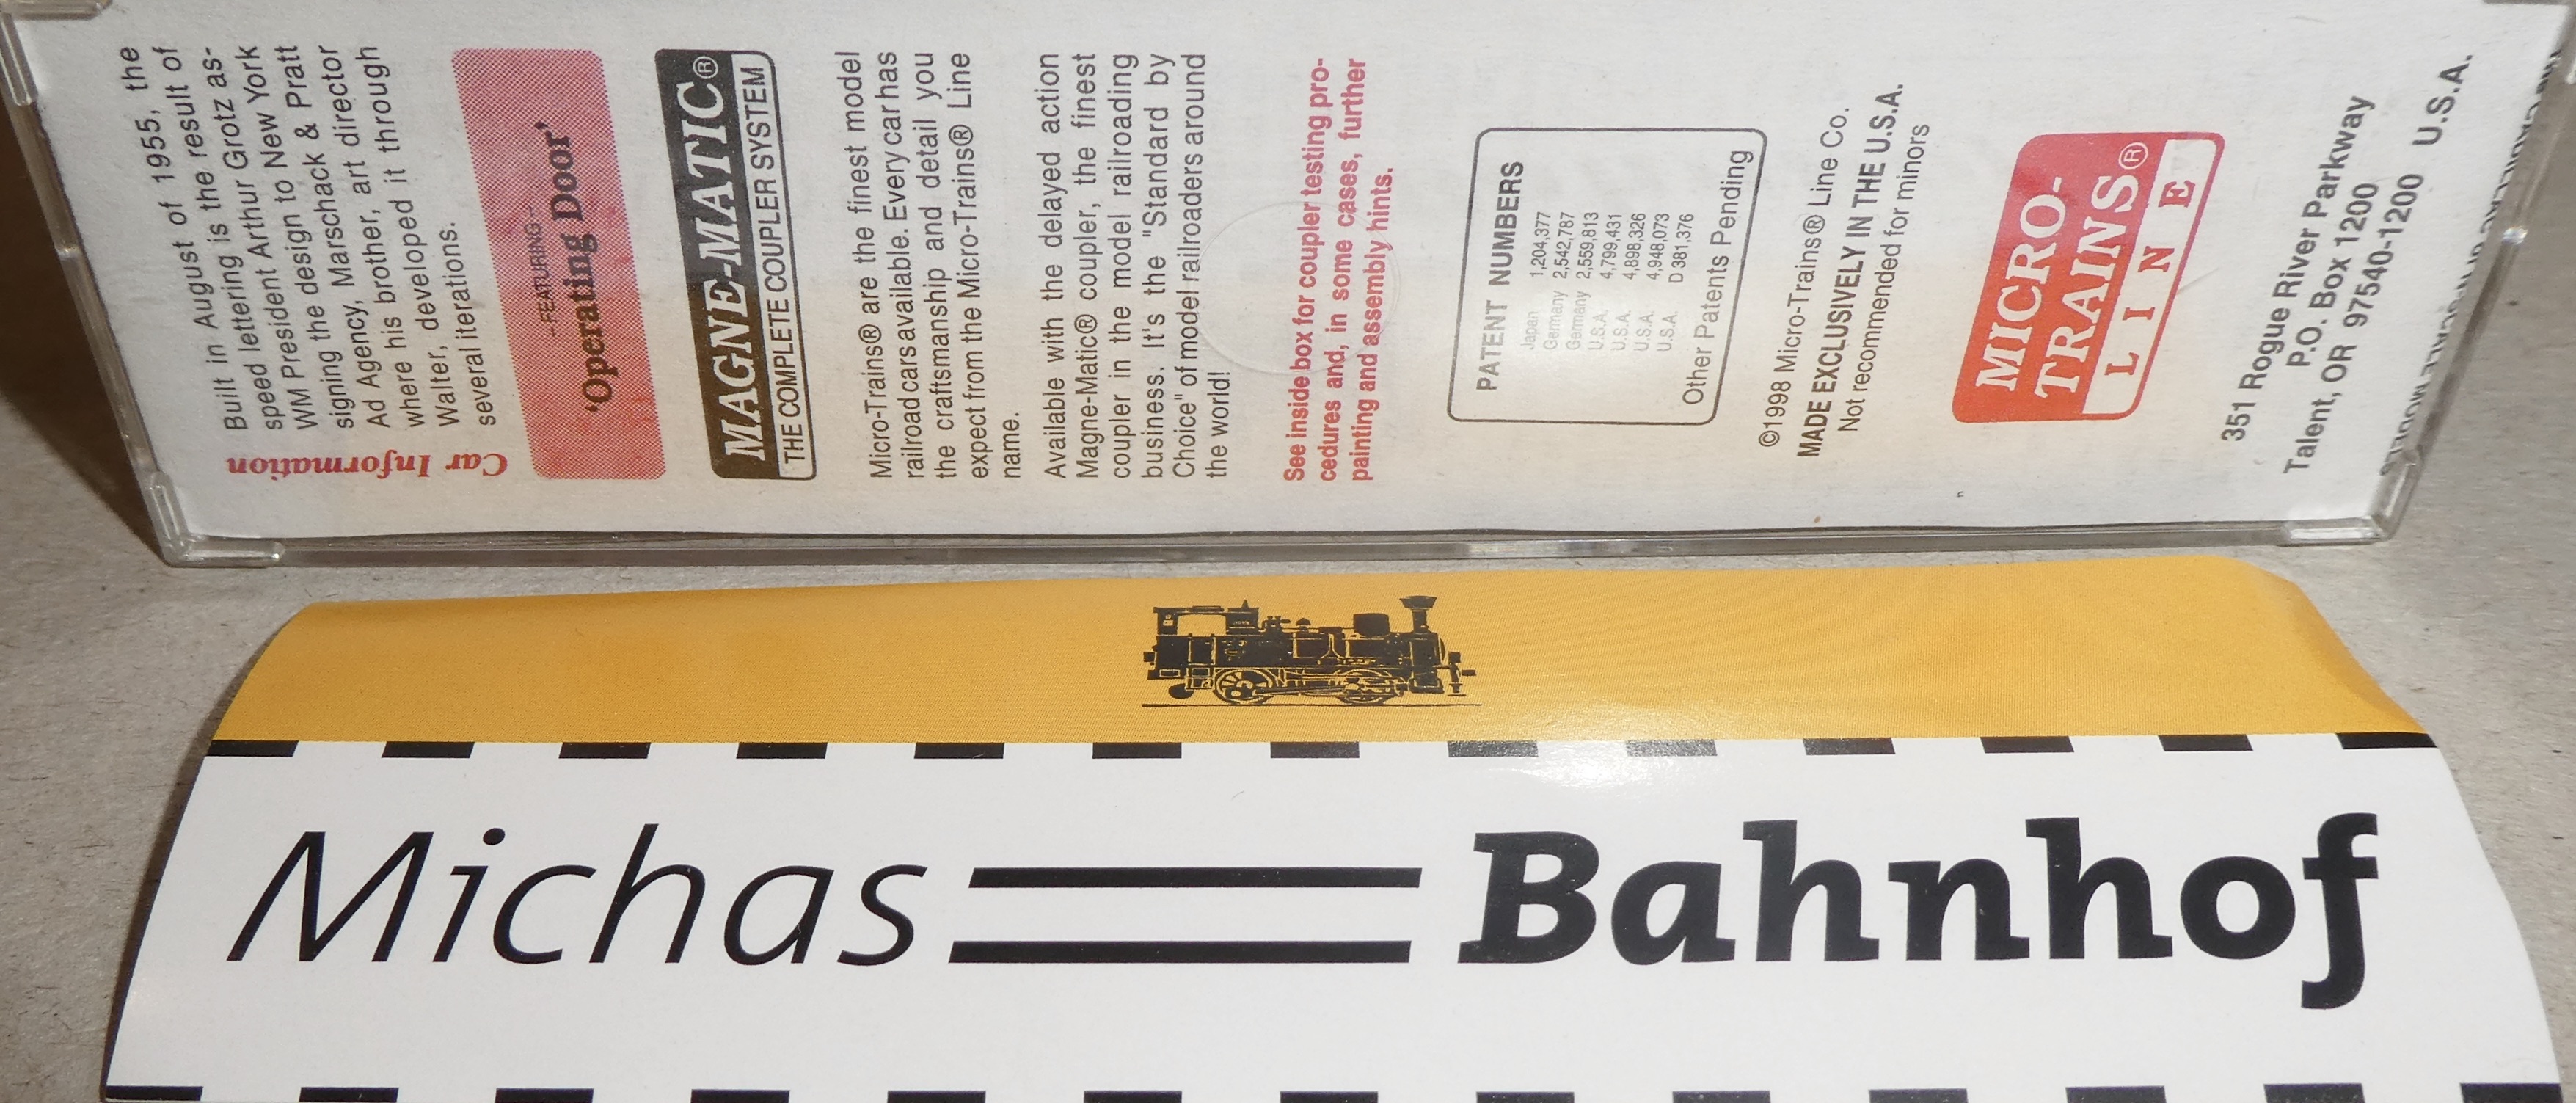 Car Information
Built in August of 1955, the
speed lettering is the result of
WM President Arthur Grotz as-
signing the design to New York
Ad Agency, Marschack & Pratt
where his brother, art director
Walter, developed it through
several iterations.
–FEATURING–
'Operating Door'
MAGNE-MATIC®
THE COMPLETE COUPLER SYSTEM
Micro-Trains® are the finest model
railroad cars available. Every car has
the craftsmanship and detail you
expect from the Micro-Trains® Line
name.
Available with the delayed action
Magne-Matic® coupler, the finest
coupler in the model railroading
business. It's the "Standard by
Choice" of model railroaders around
the world!
See inside box for coupler testing pro-
cedures and, in some cases, further
painting and assembly hints.
PATENT NUMBERS
Japan 1,204,377
Germany 2,542,787
Germany 2,559,813
U.S.A. 4,799,431
U.S.A. 4,898,326
U.S.A. 4,948,073
U.S.A. D 381,376
Other Patents Pending
©1998 Micro-Trains® Line Co.
MADE EXCLUSIVELY IN THE U.S.A.
Not recommended for minors
MICRO-
TRAINS®
LINE
351 Rogue River Parkway
P.O. Box 1200
Talent, OR 97540-1200 U.S.A.
Michas Bahnhof